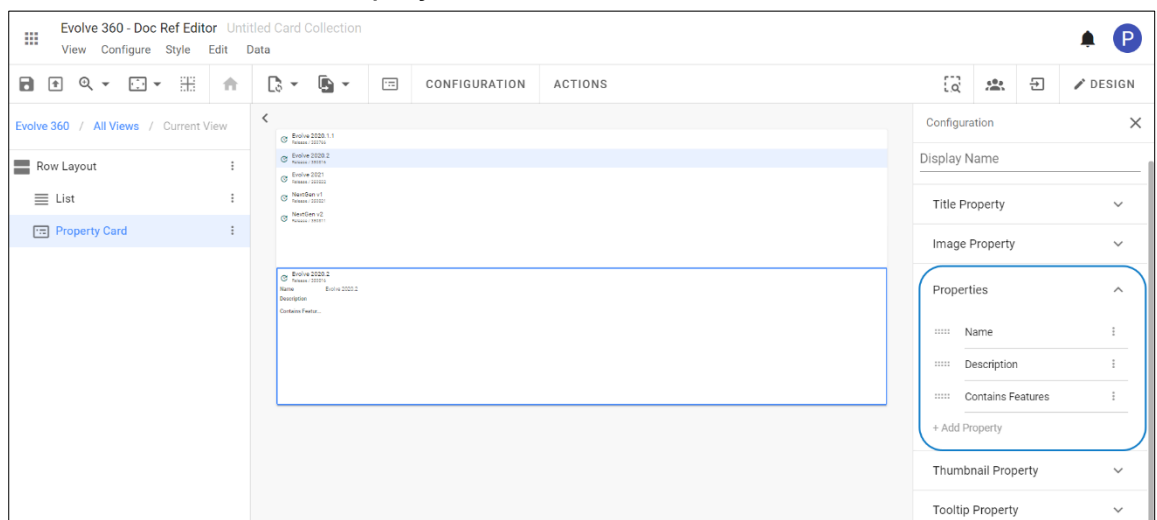 Evolve 360 - Doc Ref Editor Untitled Card Collection
View Configure Style Edit Data
P
CONFIGURATION ACTIONS
DESIGN
Evolve 360 / All Views / Current View
Row Layout
List
Property Card
Evolve 2020.1.1
Evolve 2020.2
Evolve 2021
NextGen v1
NextGen v2
Evolve 2020.2
Name Evolve 2020.2
Description
Contains Featur...
Configuration
Display Name
Title Property
Image Property
Properties
Name
Description
Contains Features
+ Add Property
Thumbnail Property
Tooltip Property